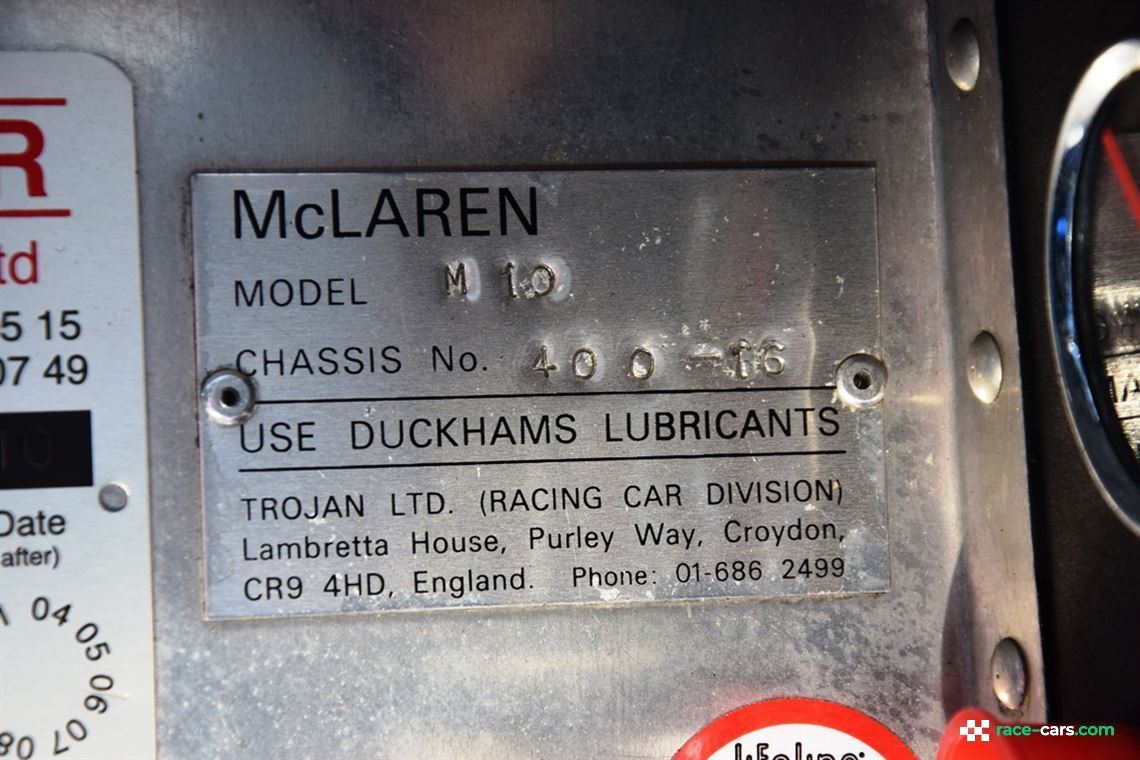 McLAREN
MODEL M 10
CHASSIS No. 400-16
USE DUCKHAMS LUBRICANTS
TROJAN LTD. (RACING CAR DIVISION)
Lambretta House, Purley Way, Croydon,
CR9 4HD, England. Phone: 01-686 2499
R
td
5 15
07 49
10
Date
after)
04
05
06
07
08
lifeline
race-cars.com